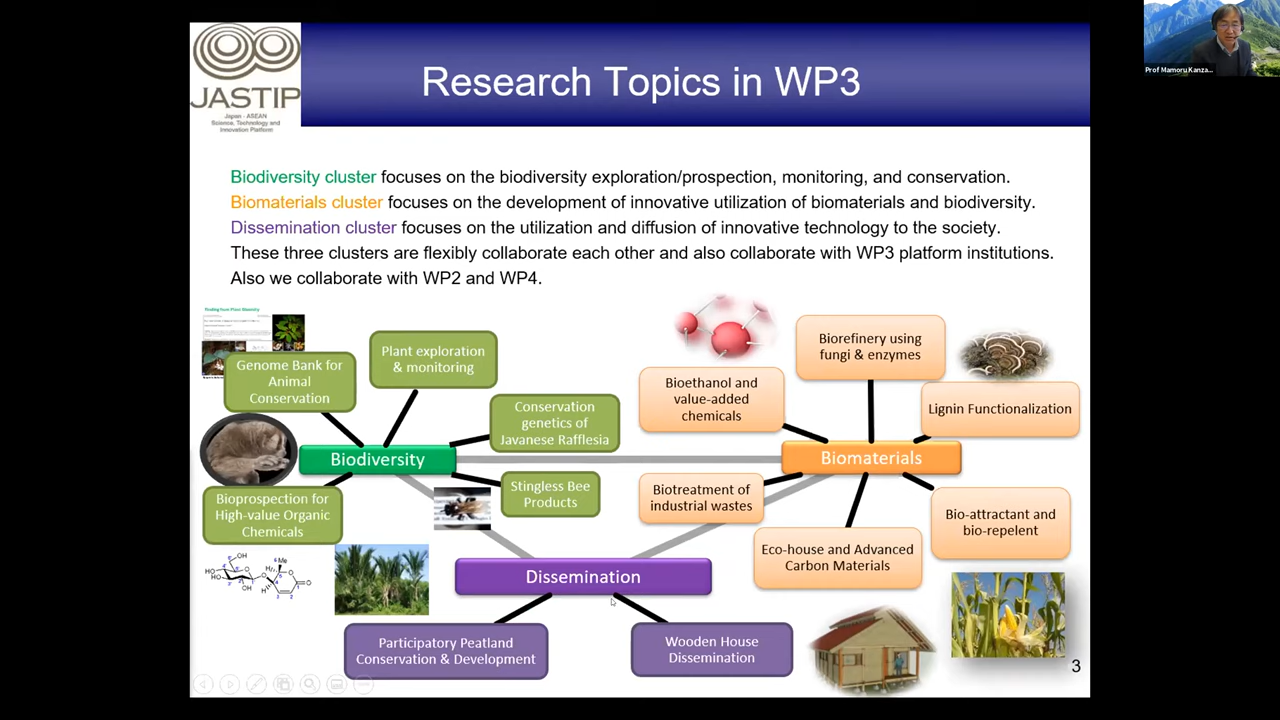 JASTIP
Japan - ASEAN
Science, Technology and
Innovation Platform
Research Topics in WP3
Prof Mamoru Kanza...
Biodiversity cluster focuses on the biodiversity exploration/prospection, monitoring, and conservation.
Biomaterials cluster focuses on the development of innovative utilization of biomaterials and biodiversity.
Dissemination cluster focuses on the utilization and diffusion of innovative technology to the society.
These three clusters are flexibly collaborate each other and also collaborate with WP3 platform institutions.
Also we collaborate with WP2 and WP4.
Genome Bank for
Animal
Conservation
Plant exploration
& monitoring
Conservation
genetics of
Javanese Rafflesia
Biodiversity
Stingless Bee
Products
Bioprospection for
High-value Organic
Chemicals
Bioethanol and
value-added
chemicals
Biorefinery using
fungi & enzymes
Lignin Functionalization
Biomaterials
Biotreatment of
industrial wastes
Eco-house and Advanced
Carbon Materials
Bio-attractant and
bio-repelent
Dissemination
Participatory Peatland
Conservation & Development
Wooden House
Dissemination
3